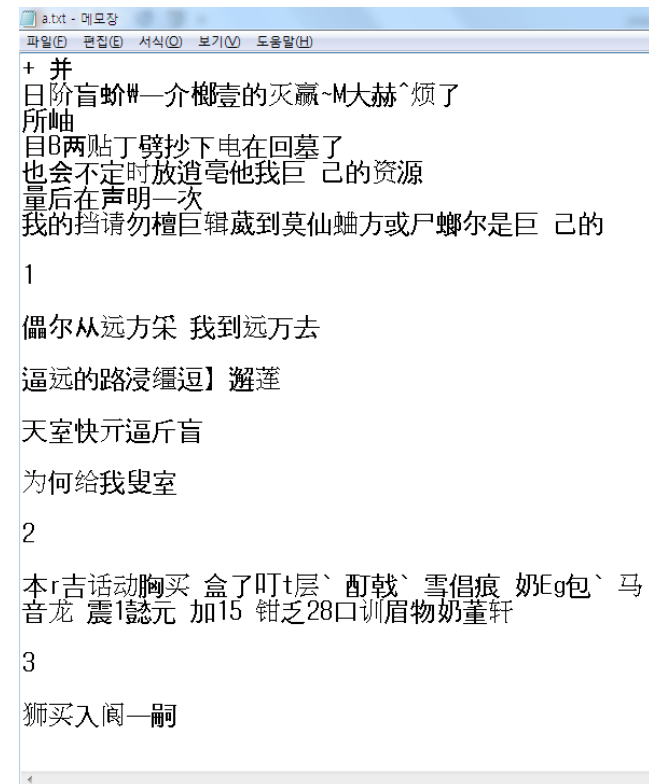 a.txt - 메모장
파일(F) 편집(E) 서식(O) 보기(V) 도움말(H)
+ 并
日阶盲蚧₩—介榔壹的灭赢~M大赫^烦了
所岫
目B两贴丁劈抄下电在回墓了
也会不定时放逍毫他我巨 己的资源
量后在声明—次
我的挡请勿檀巨辑葳到莫仙蛐方或尸螂尔是巨 己的
1
儡尔从远方采 我到远万去
逼远的路浸缰逗】邂莲
天室快亓逼斤盲
为何给我叟室
2
本r吉话动胸买 盒了叮t层` 酊戟` 雪倡痕 奶Eg包` 马
音龙 震1懿元 加15 钳乏28口训眉物奶堇轩
3
狮买入阆—嗣